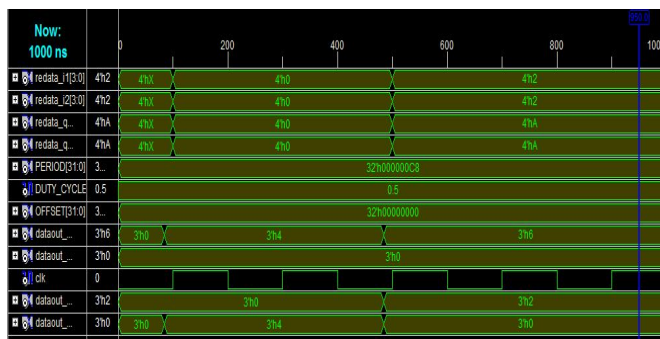 Now:
1000 ns
950.0
0 200 400 600 800 100
redata_i1[3:0] 4'h2 4'hX 4'h0 4'h2
redata_i2[3:0] 4'h2 4'hX 4'h0 4'h2
redata_q... 4'hA 4'hX 4'h0 4'hA
redata_q... 4'hA 4'hX 4'h0 4'hA
PERIOD[31:0] 3... 32'h000000C8
DUTY_CYCLE 0.5 0.5
OFFSET[31:0] 3... 32'h00000000
dataout_... 3'h6 3'h0 3'h4 3'h6
dataout_... 3'h0 3'h0
clk 0
dataout_... 3'h2 3'h0 3'h2
dataout_... 3'h0 3'h0 3'h4 3'h0